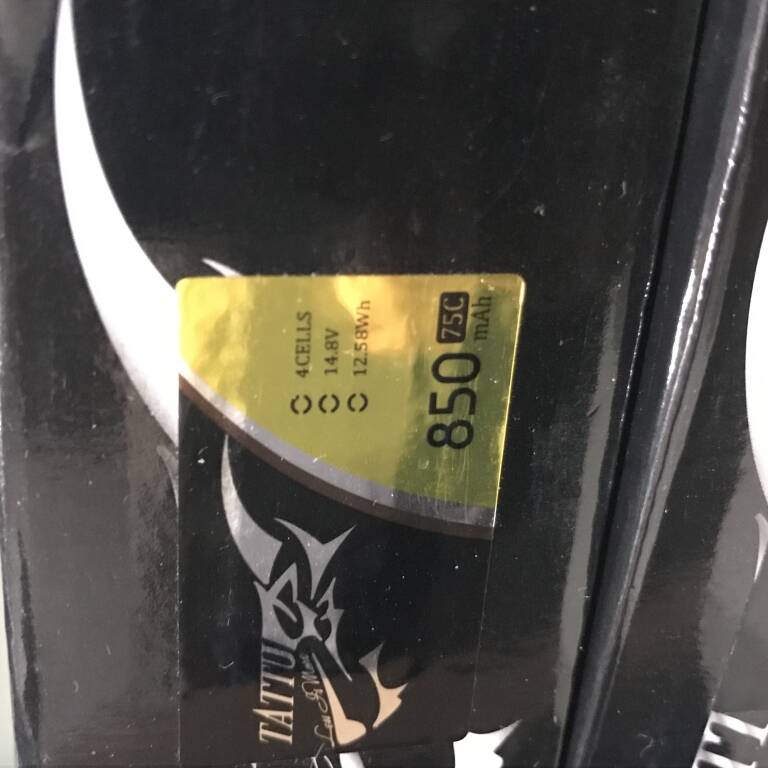 4CELLS
14.8V
12.58Wh
850 75C
mAh
TATTU